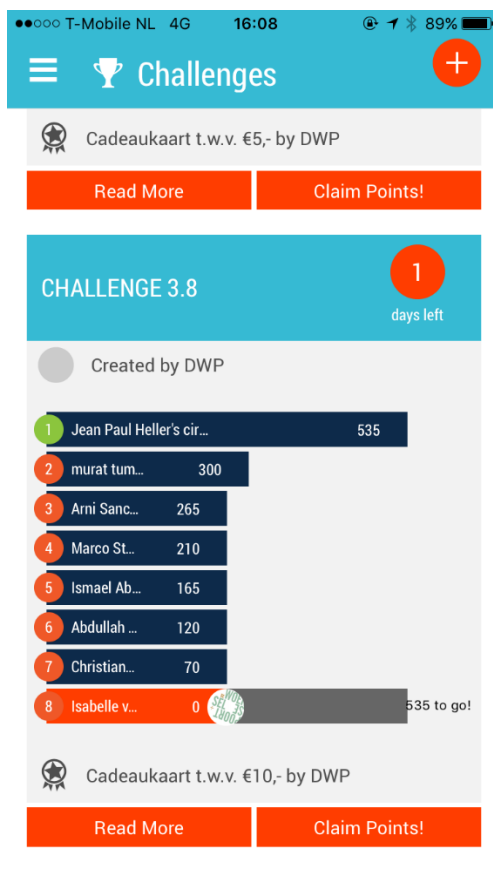 T-Mobile NL 4G 16:08 89%
Challenges
+
Cadeaukaart t.w.v. €5,- by DWP
Read More Claim Points!
CHALLENGE 3.8
1
days left
Created by DWP
1 Jean Paul Heller's cir... 535
2 murat tum... 300
3 Arni Sanc... 265
4 Marco St... 210
5 Ismael Ab... 165
6 Abdullah ... 120
7 Christian... 70
8 Isabelle v... 0 535 to go!
Cadeaukaart t.w.v. €10,- by DWP
Read More Claim Points!